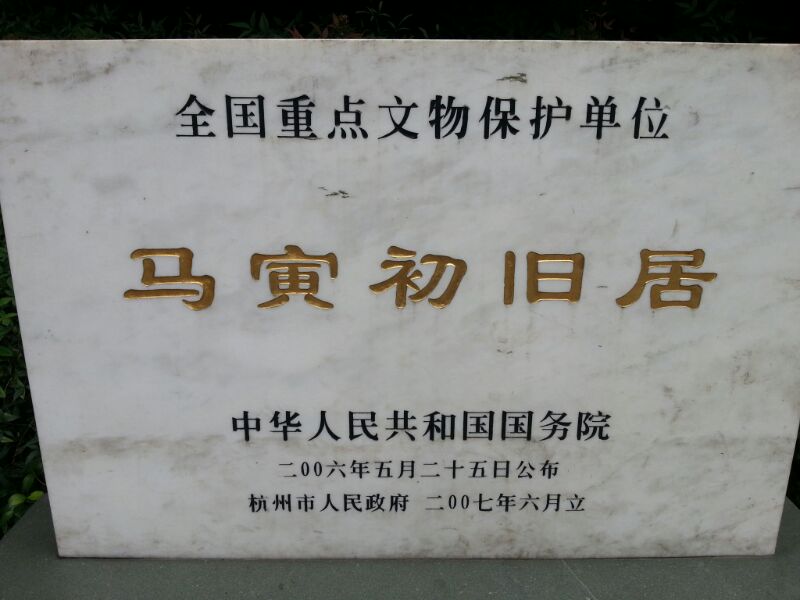 全国重点文物保护单位
马寅初旧居
中华人民共和国国务院
二00六年五月二十五日公布
杭州市人民政府 二00七年六月立